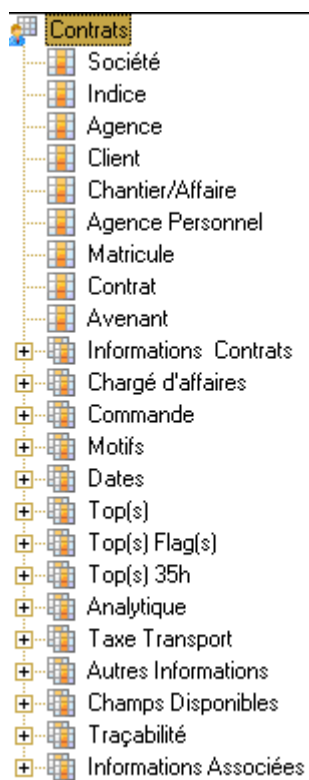 Contrats
Société
Indice
Agence
Client
Chantier/Affaire
Agence Personnel
Matricule
Contrat
Avenant
Informations  Contrats
Chargé d'affaires
Commande
Motifs
Dates
Top(s)
Top(s) Flag(s)
Top(s) 35h
Analytique
Taxe Transport
Autres Informations
Champs Disponibles
Traçabilité
Informations Associées